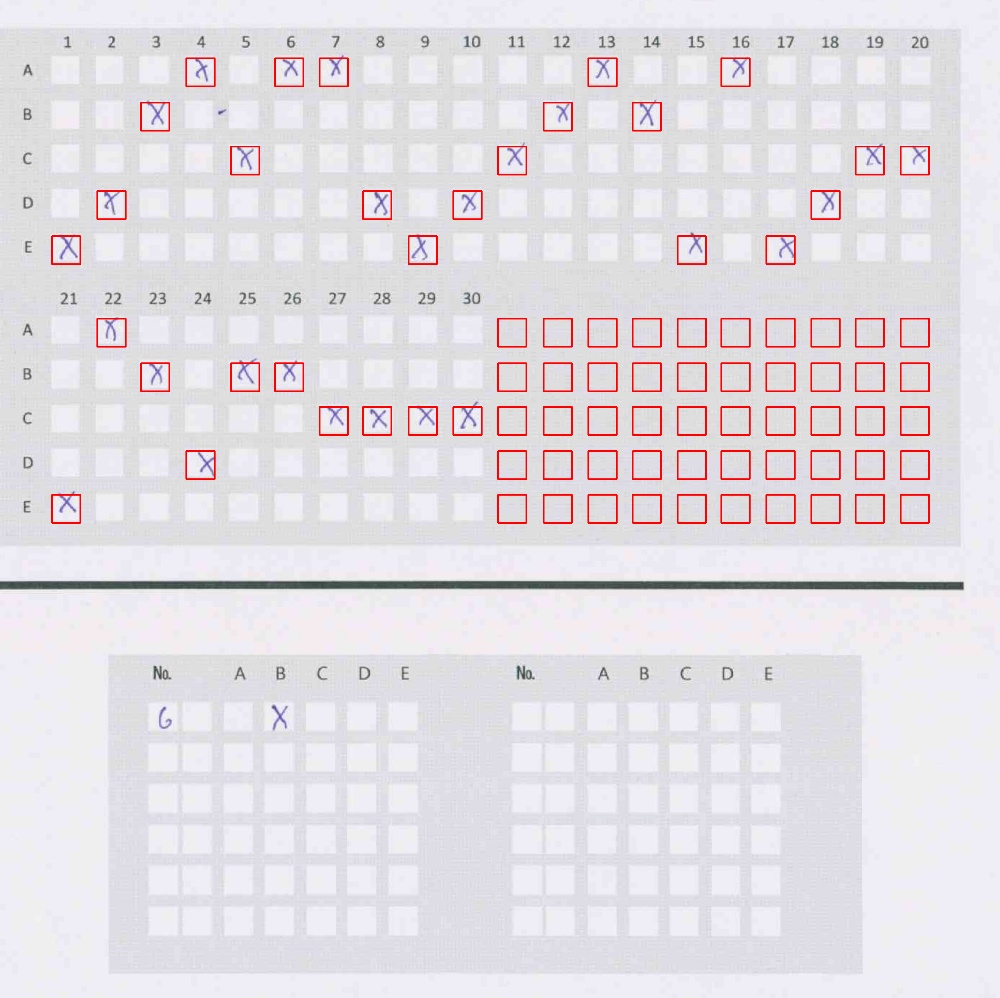 1 2 3 4 5 6 7 8 9 10 11 12 13 14 15 16 17 18 19 20
A X X X X X
B X X X
C X X X X
D X X X X
E X X X X
21 22 23 24 25 26 27 28 29 30
A X
B X X X
C X X X X
D X
E X
No. A B C D E No. A B C D E
6 X